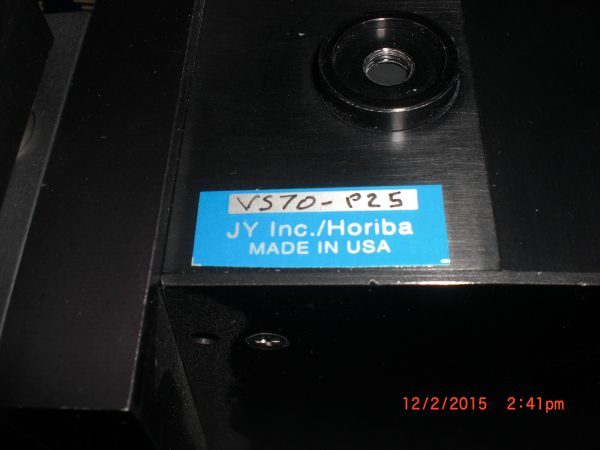 VS70-P25
JY Inc./Horiba
MADE IN USA
12/2/2015 2:41pm